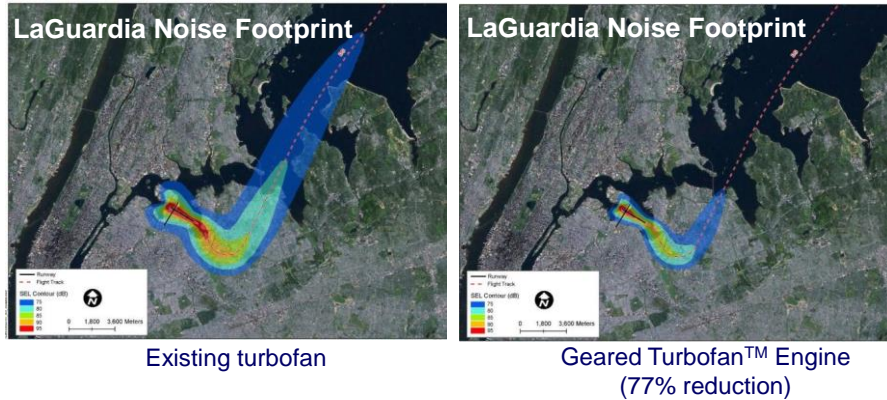 LaGuardia Noise Footprint
Runway
Flight Track
SEL Contour (dB)
75
80
85
90
95
N
0 1,800 3,600 Meters
Existing turbofan
LaGuardia Noise Footprint
Runway
Flight Track
SEL Contour (dB)
75
80
85
90
95
N
0 1,800 3,600 Meters
Geared Turbofan™ Engine
(77% reduction)